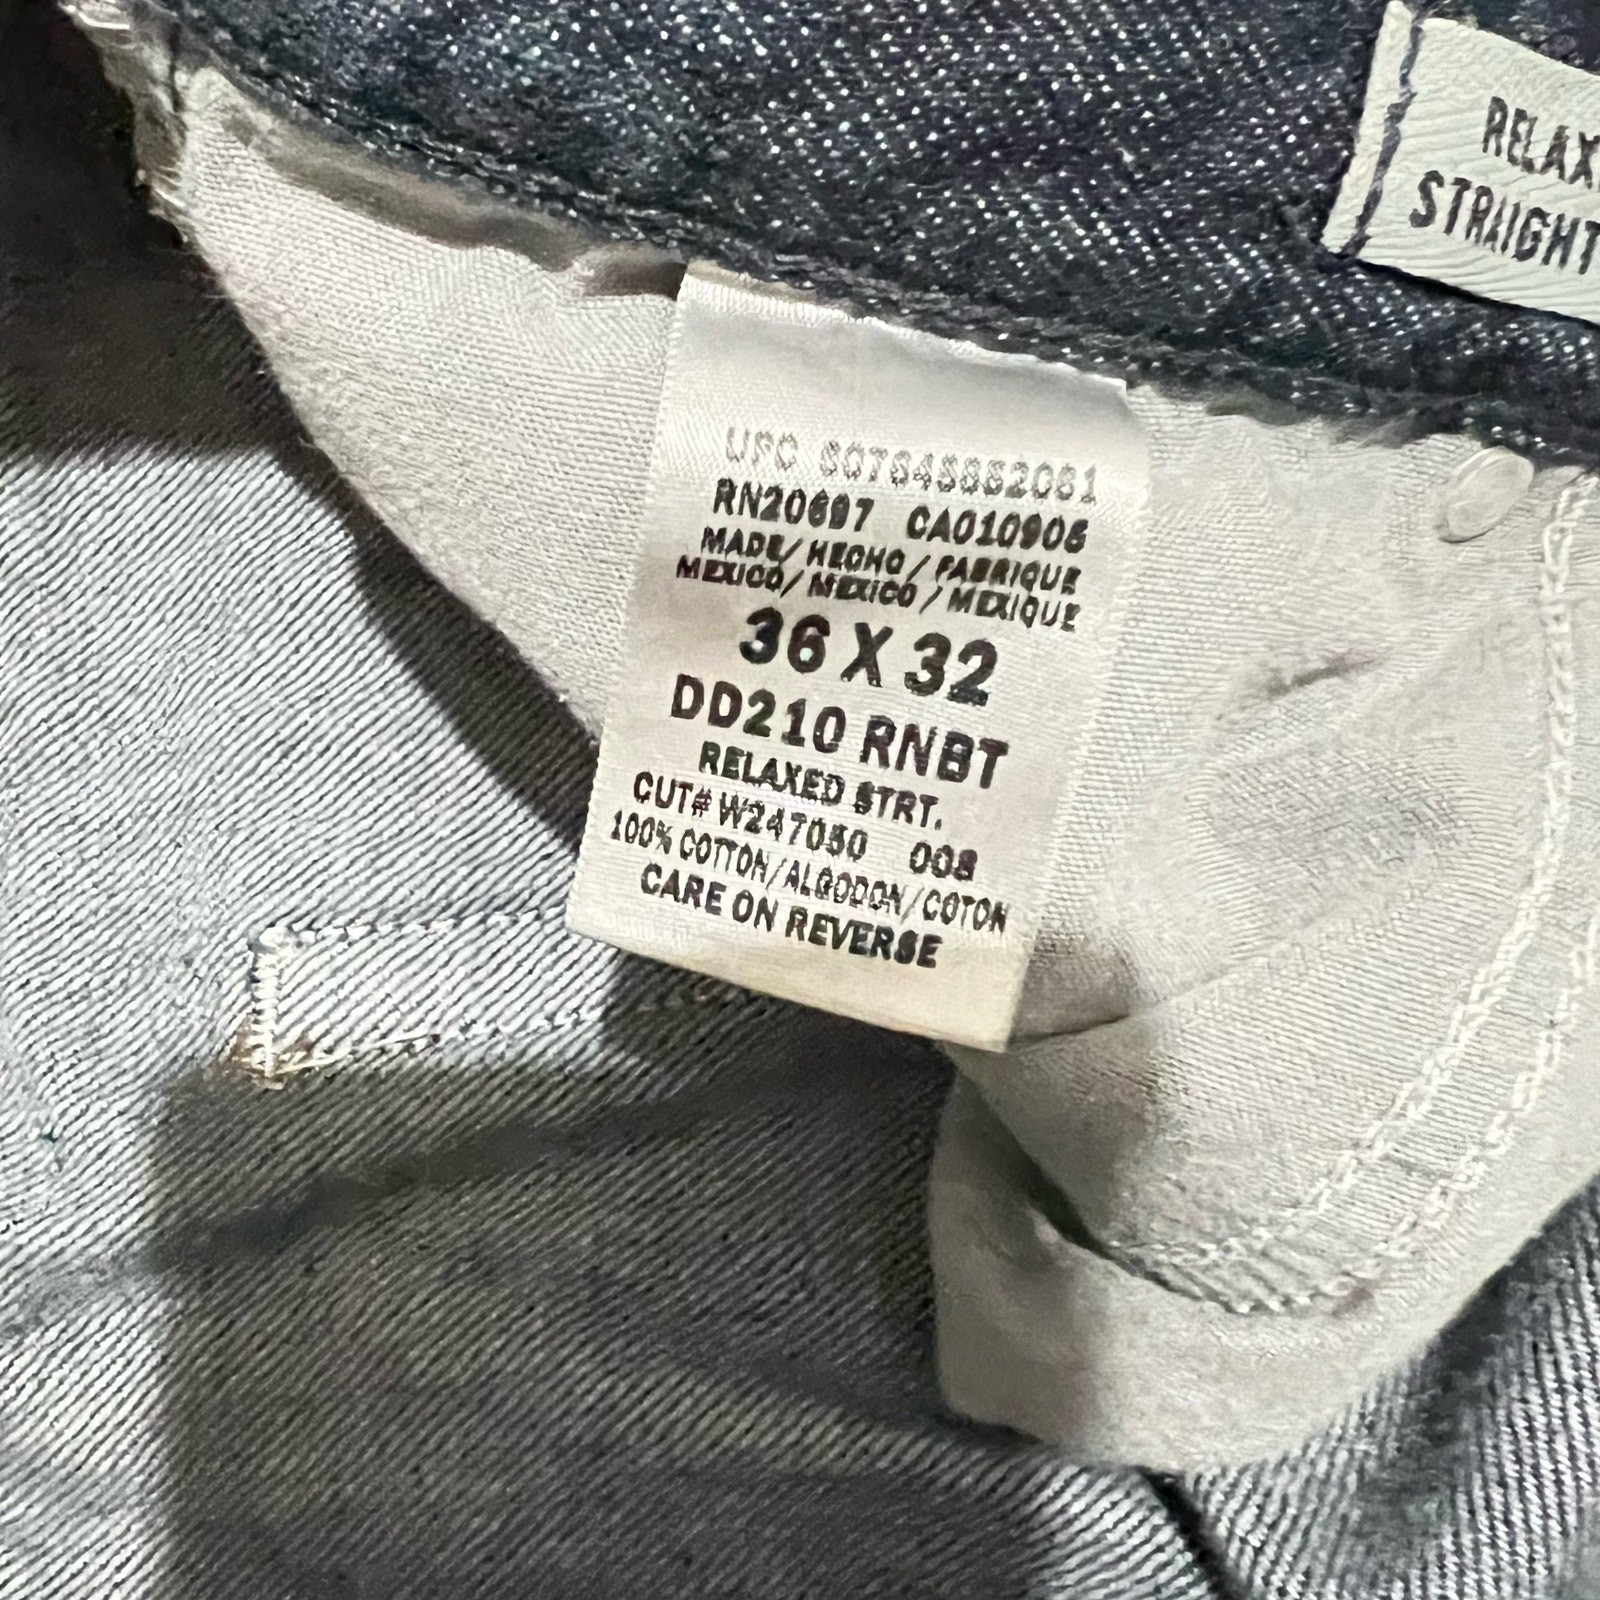 RELAX
STRAIGHT
UPC
RN20697 CA010905
MADE/HECHO/FABRIQUE
MEXICO/MEXICO/MEXIQUE
36 X 32
DD210 RNBT
RELAXED STRT.
CUT# W247050 008
100% COTTON/ALGODON/COTON
CARE ON REVERSE